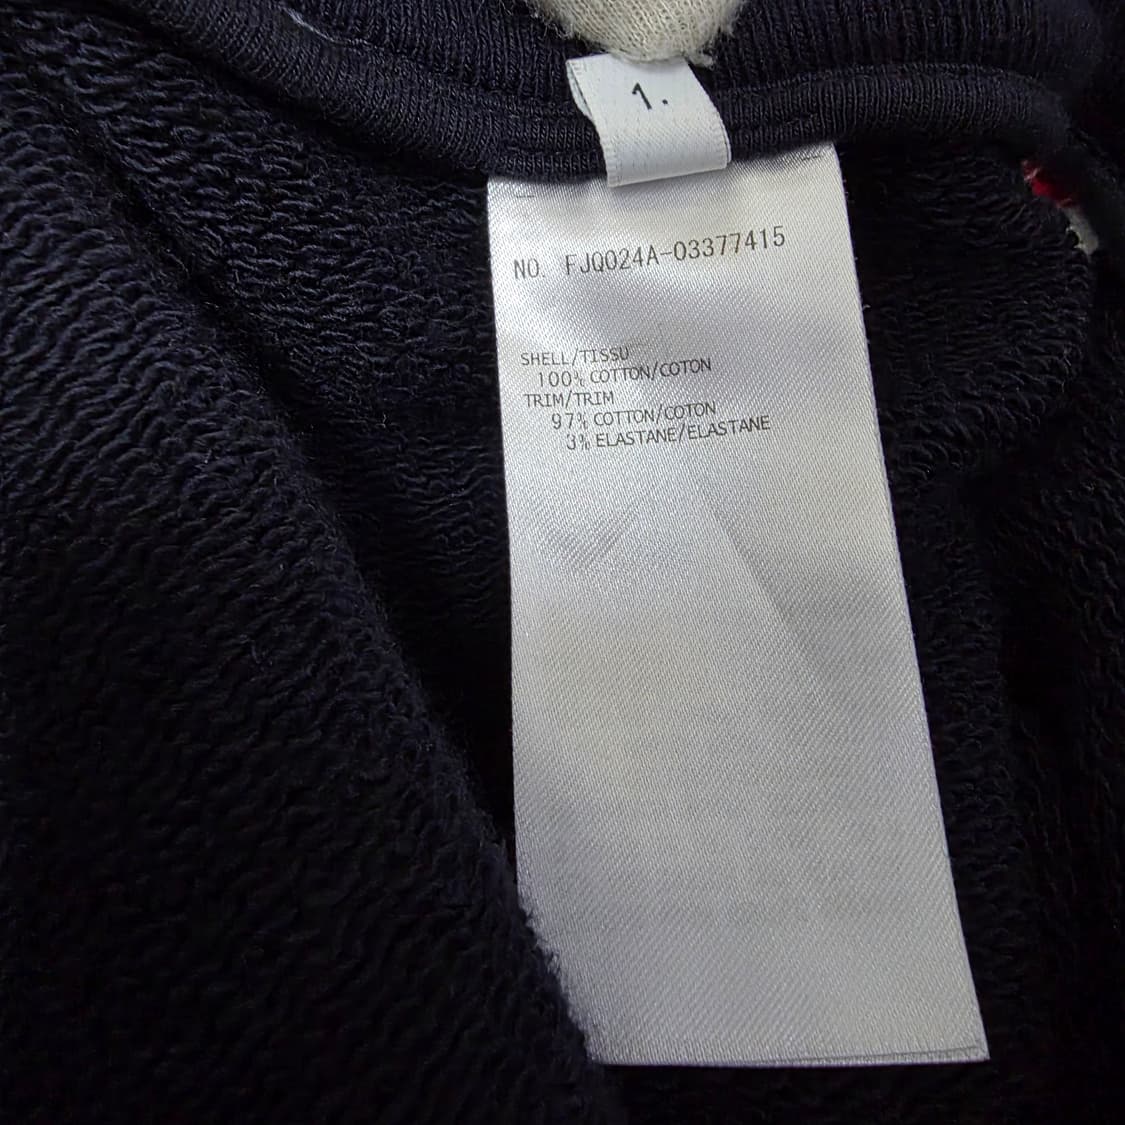 1.
NO. FJQ024A-03377415
SHELL/TISSU
100% COTTON/COTON
TRIM/TRIM
97% COTTON/COTON
3% ELASTANE/ELASTANE